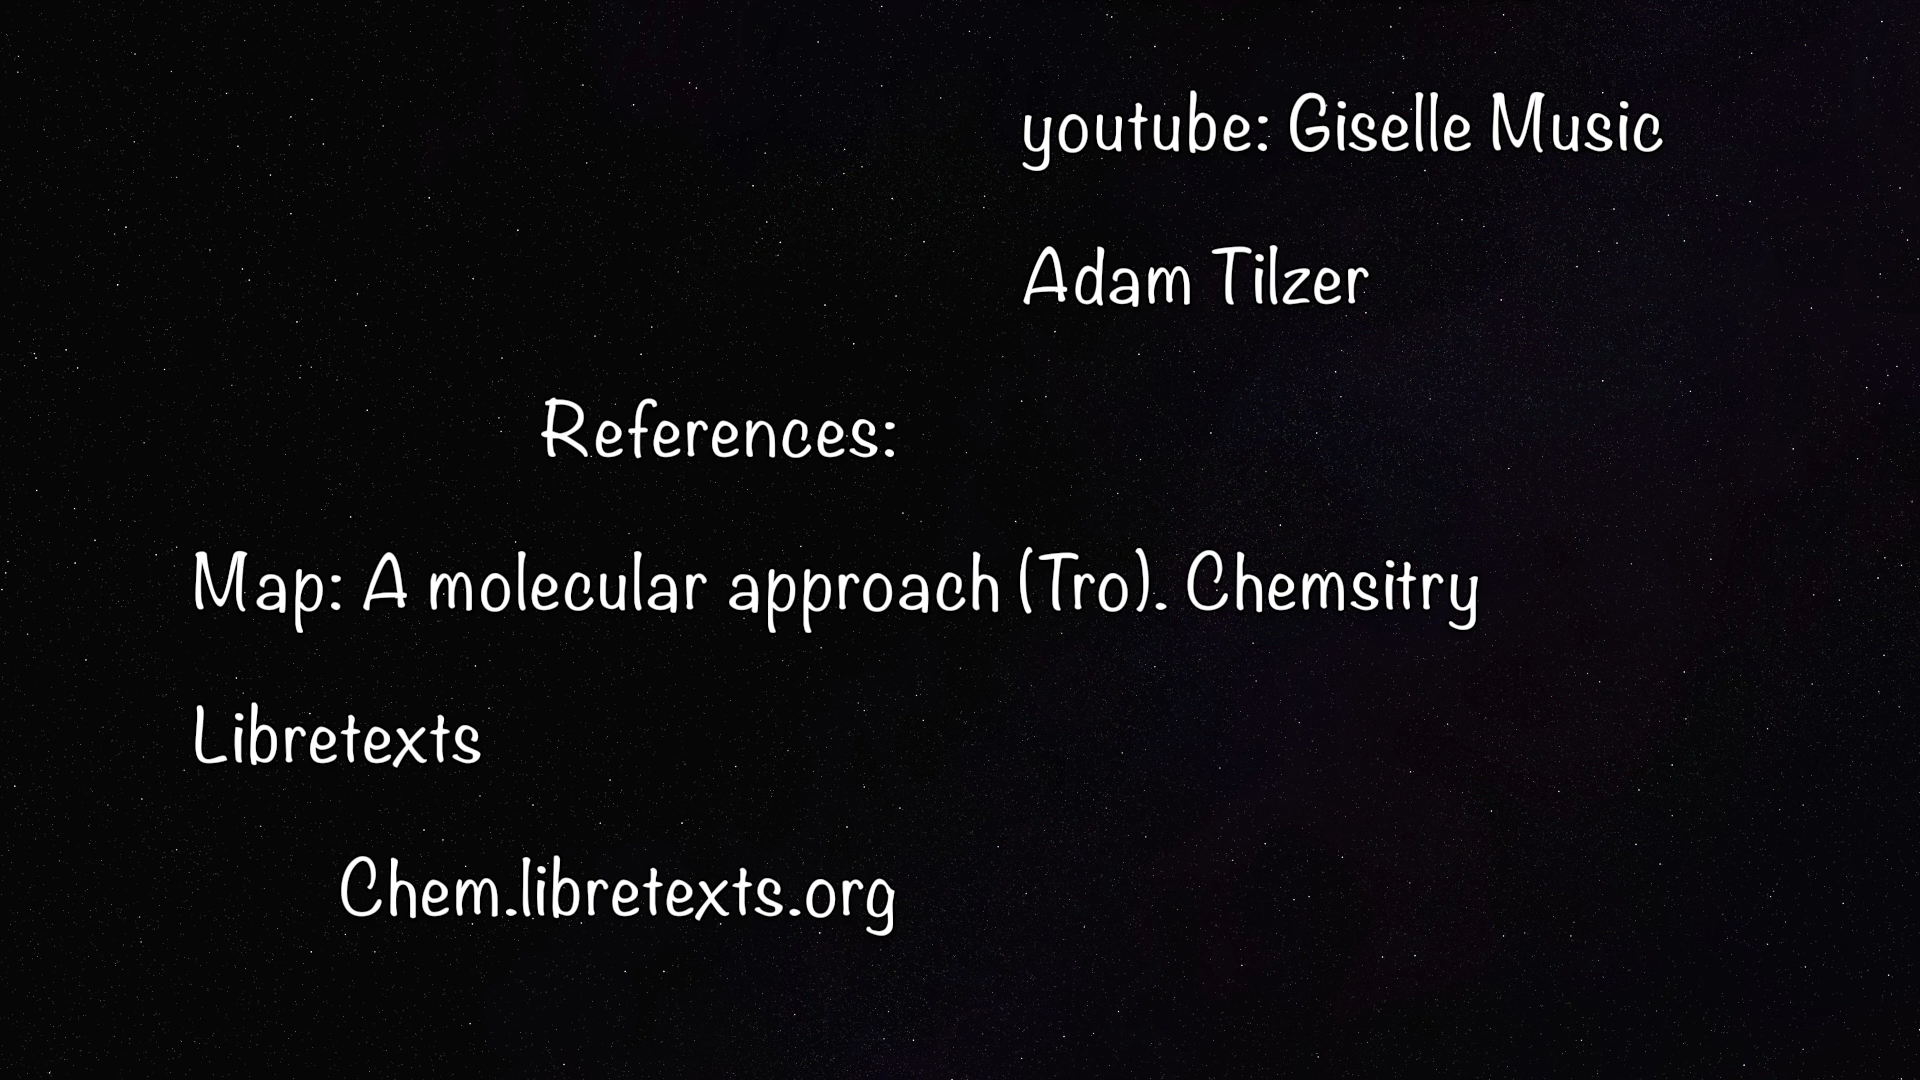 youtube: Giselle Music
Adam Tilzer
References:
Map: A molecular approach (Tro). Chemsitry
Libretexts
Chem.libretexts.org